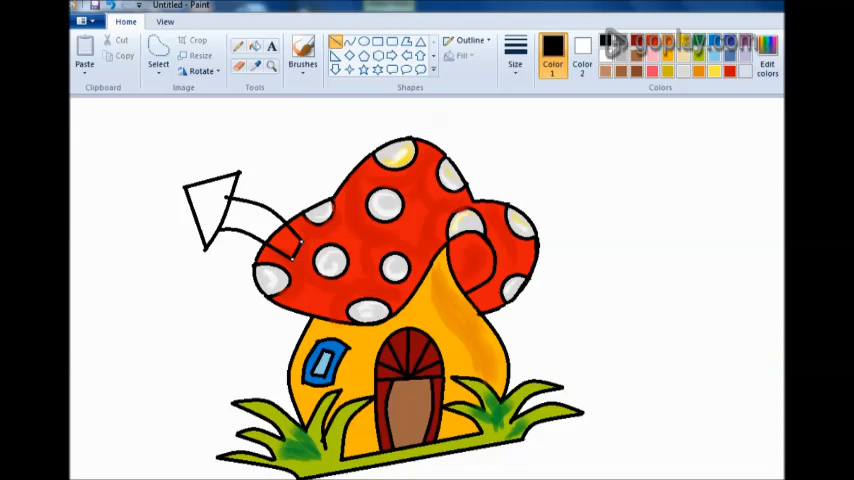 Untitled - Paint
Home
View
Paste
Cut
Copy
Clipboard
Select
Crop
Resize
Rotate
Image
A
Tools
Brushes
Shapes
Outline
Fill
Size
Color
1
Color
2
Edit
colors
Colors
goplay.com